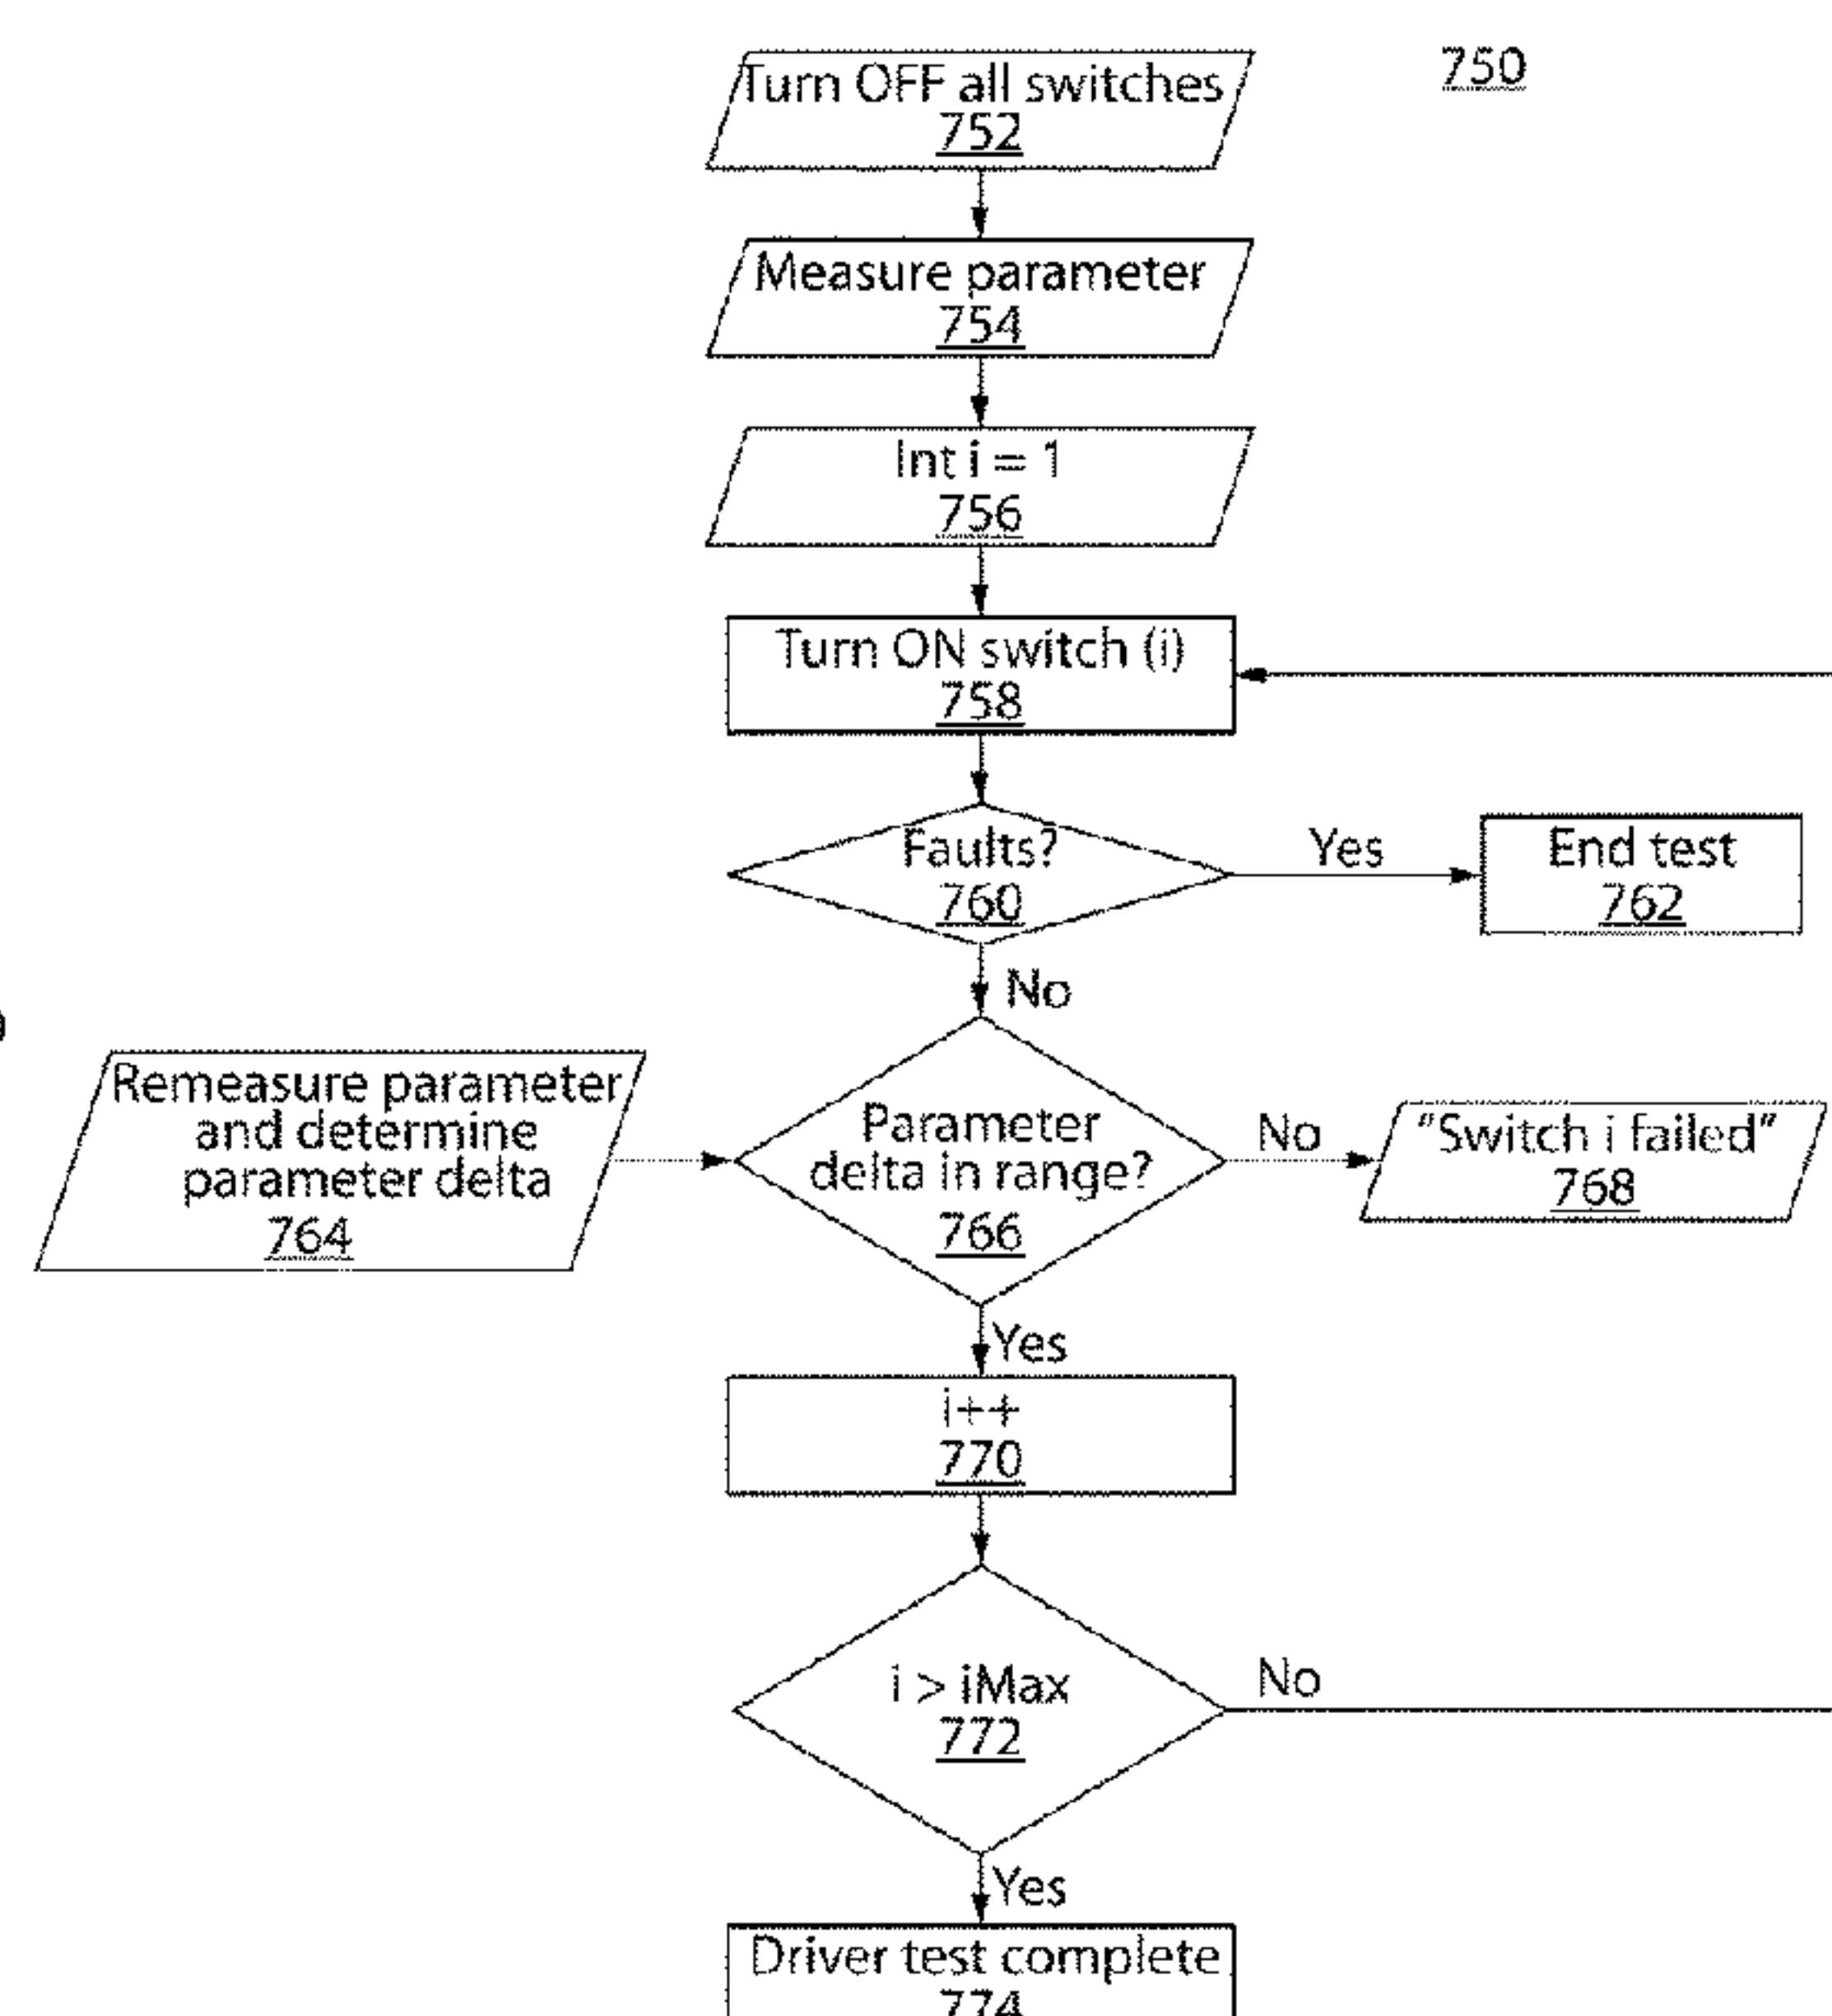 750
Turn OFF all switches
752
Measure parameter
754
Int i = 1
756
Turn ON switch (i)
758
Faults?
760
Yes
End test
762
No
Remeasure parameter
and determine
parameter delta
764
Parameter
delta in range?
766
No
"Switch i failed"
768
Yes
i++
770
i > iMax
772
No
Yes
Driver test complete
774